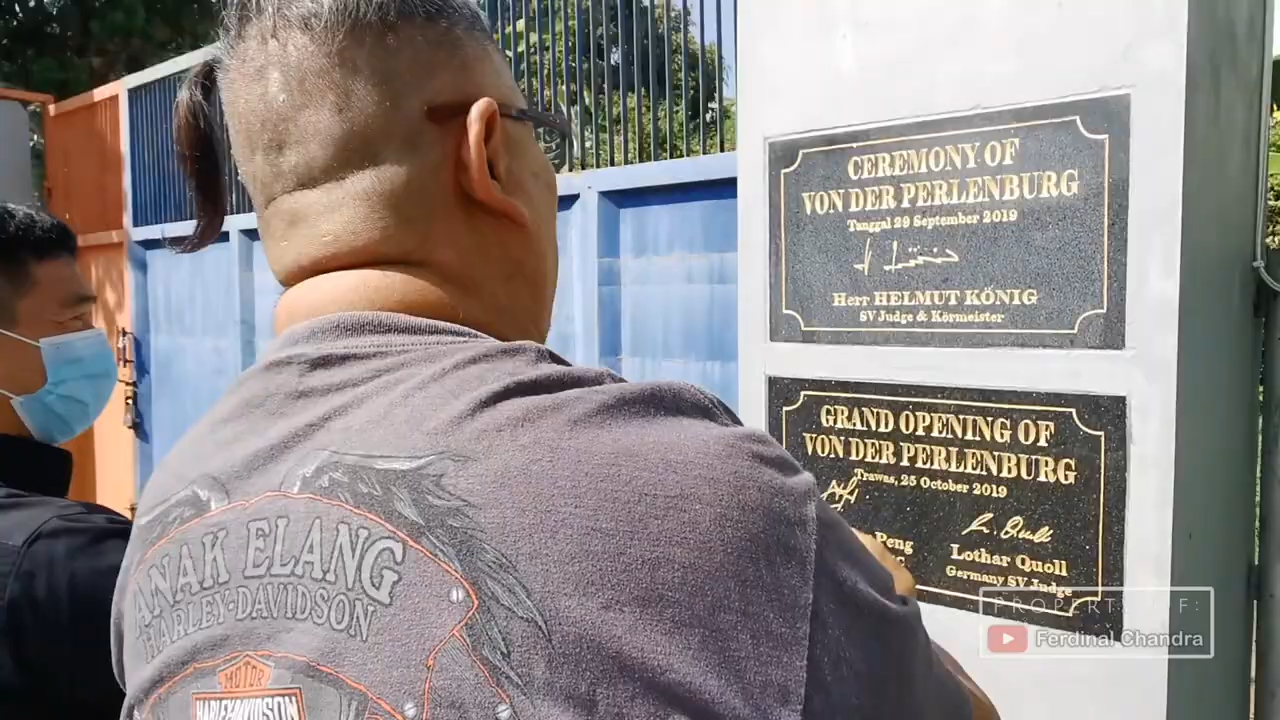 CEREMONY OF
VON DER PERLENBURG
Tanggal 29 September 2019
Herr HELMUT KÖNIG
SV Judge & Körmeister
GRAND OPENING OF
VON DER PERLENBURG
Trawas, 25 October 2019
Peng
Lothar Quoll
Germany SV Judge
ANAK ELANG
HARLEY-DAVIDSON
MOTOR
HARLEY-DAVIDSON
PROPERTY OF:
Ferdinal Chandra